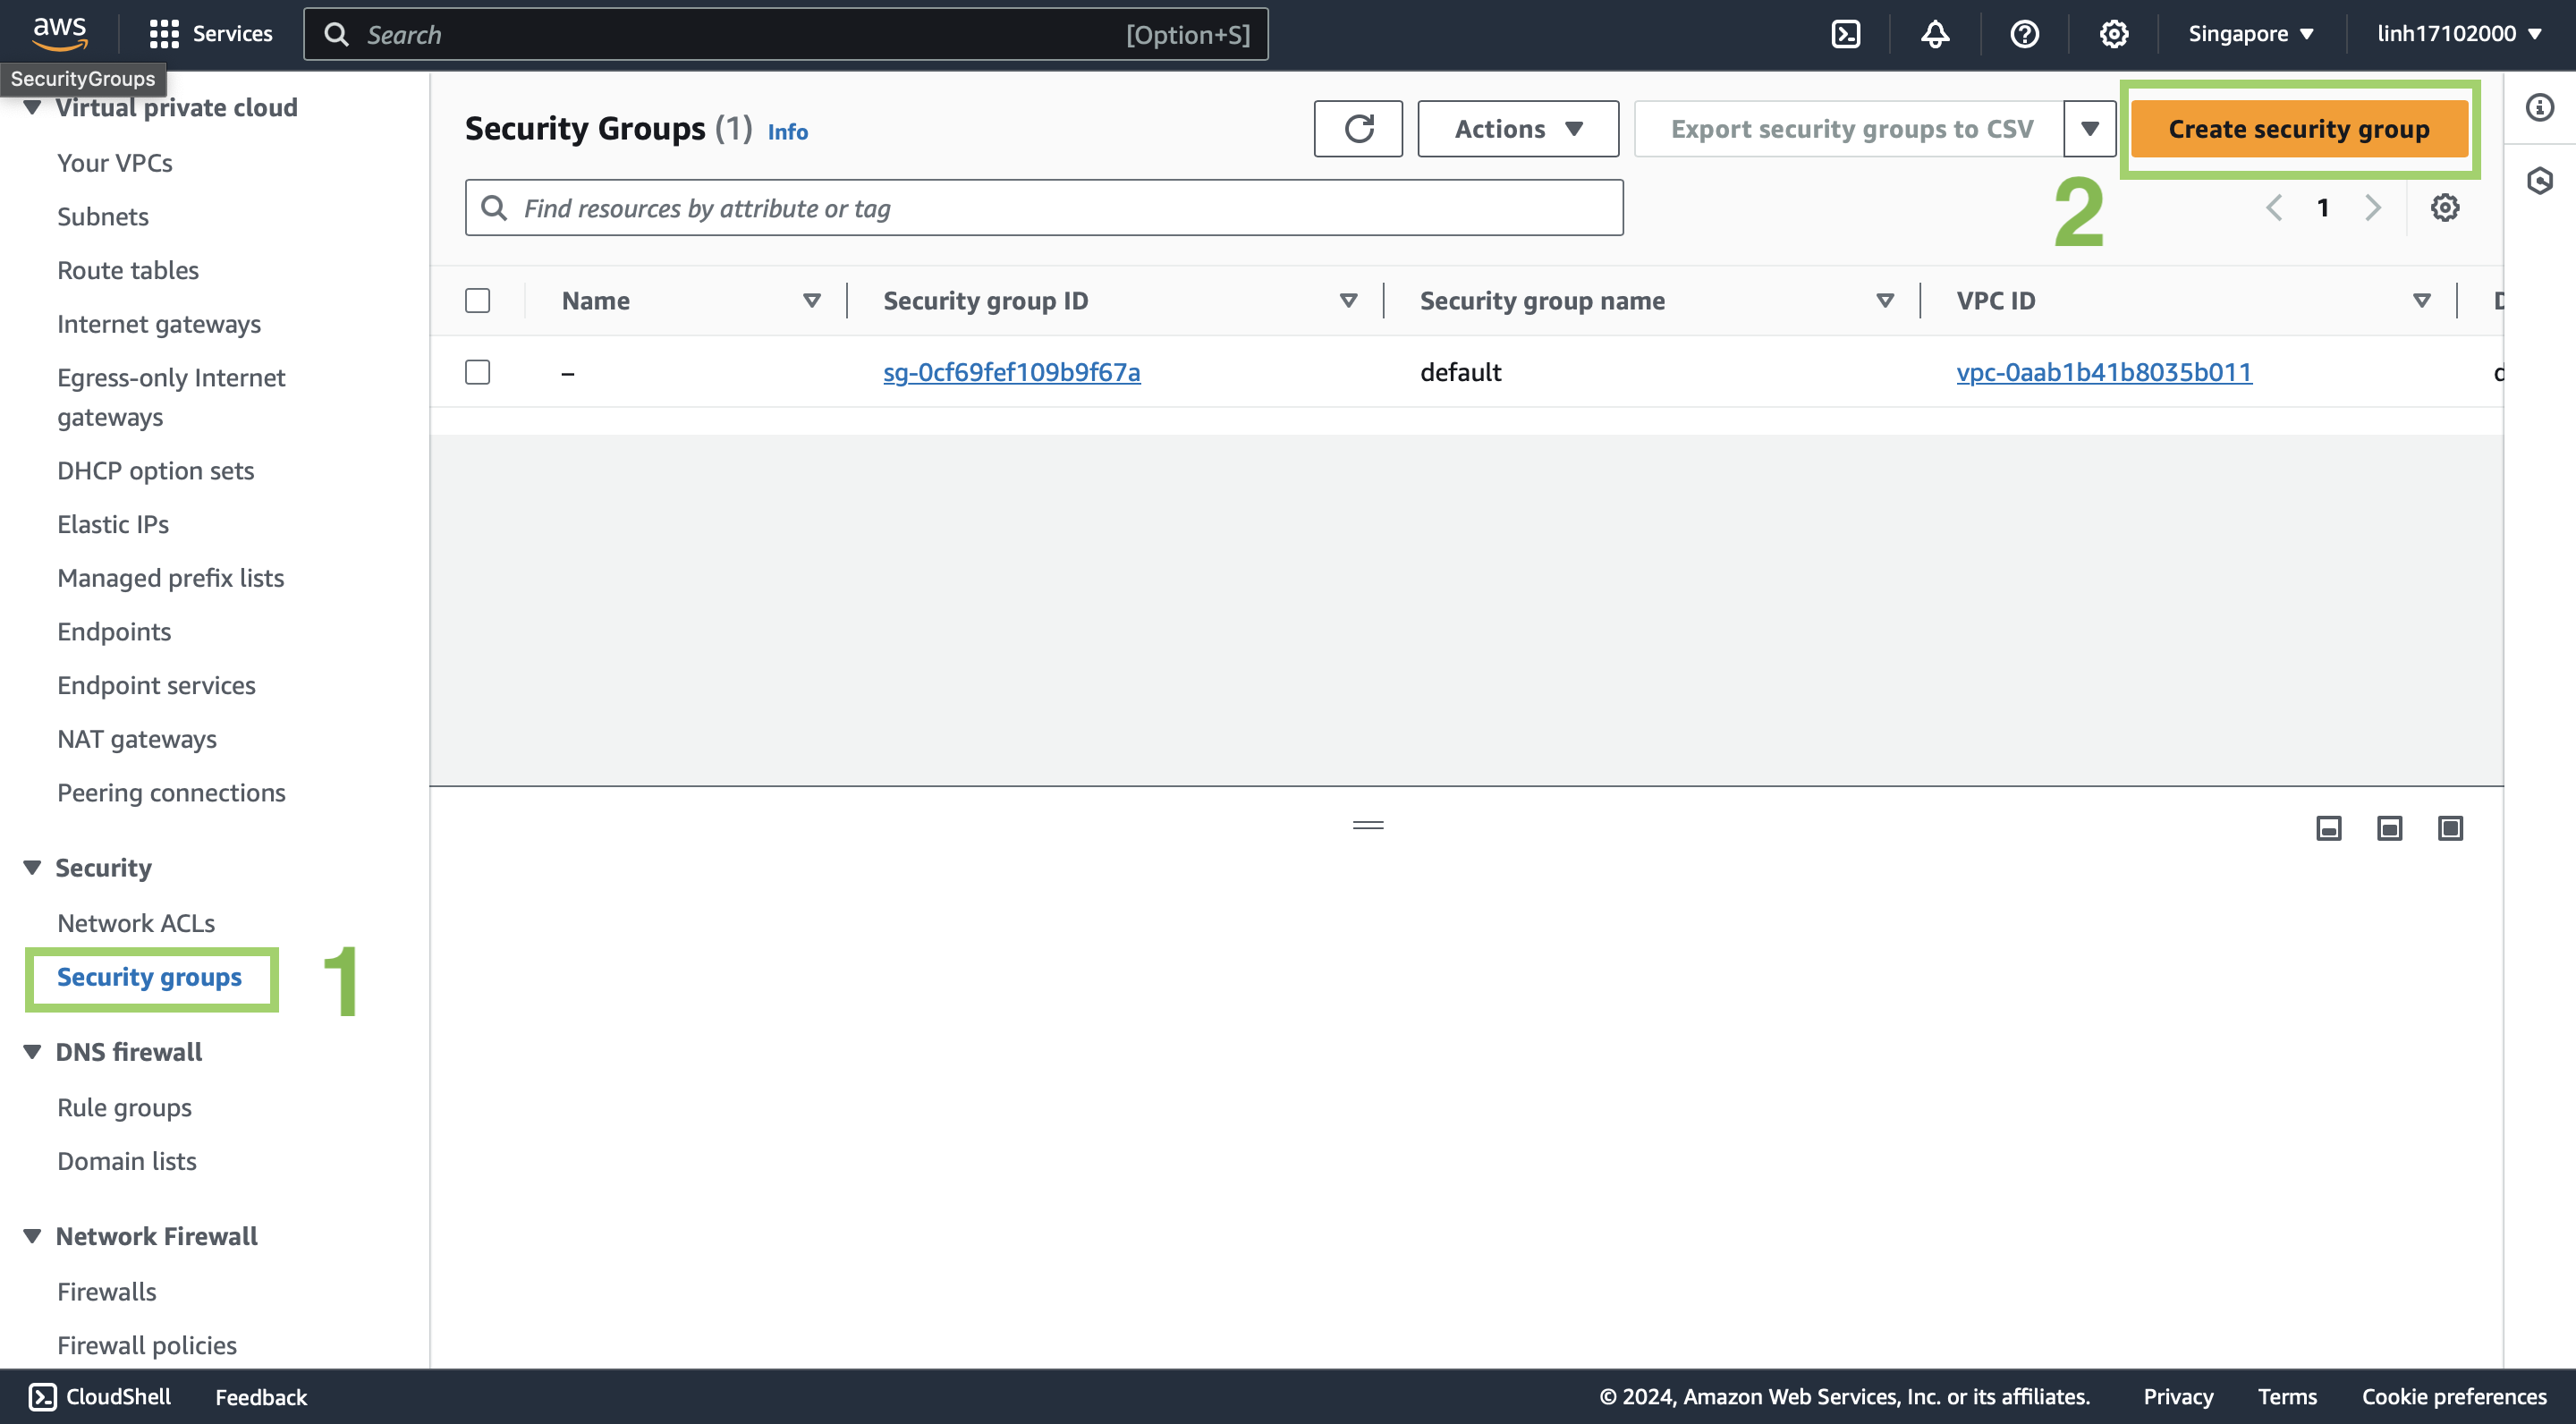 aws
Services
Search
[Option+S]
Singapore
linh17102000
SecurityGroups
Virtual private cloud
Your VPCs
Subnets
Route tables
Internet gateways
Egress-only Internet
gateways
DHCP option sets
Elastic IPs
Managed prefix lists
Endpoints
Endpoint services
NAT gateways
Peering connections
Security
Network ACLs
Security groups
1
DNS firewall
Rule groups
Domain lists
Network Firewall
Firewalls
Firewall policies
Security Groups (1) Info
Actions
Export security groups to CSV
Create security group
2
Find resources by attribute or tag
1
Name
Security group ID
Security group name
VPC ID
–
sg-0cf69fef109b9f67a
default
vpc-0aab1b41b8035b011
CloudShell
Feedback
© 2024, Amazon Web Services, Inc. or its affiliates.
Privacy
Terms
Cookie preferences